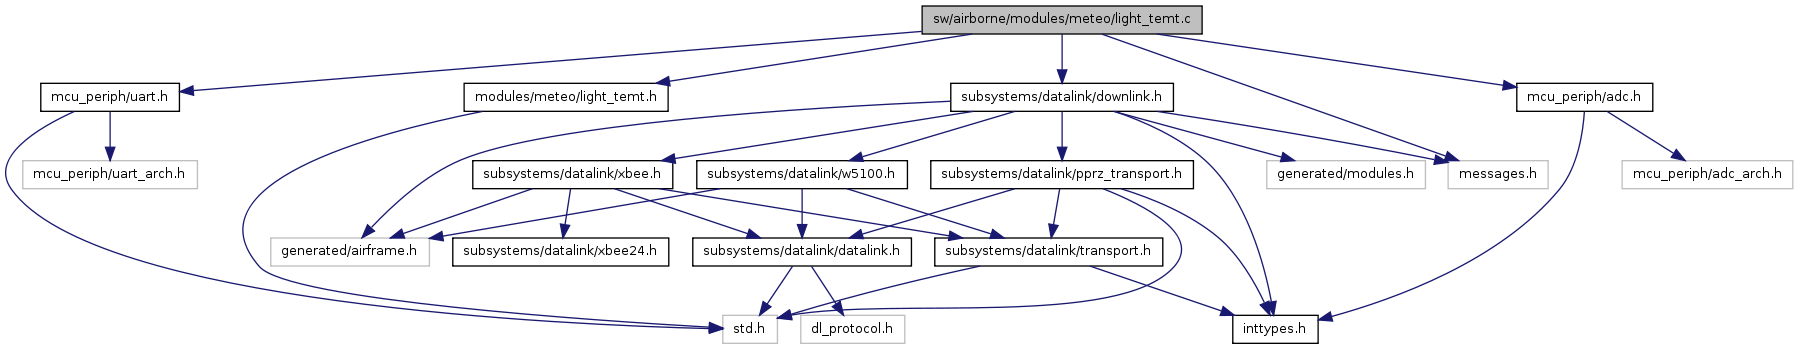 sw/airborne/modules/meteo/light_temt.c
mcu_periph/uart.h
modules/meteo/light_temt.h
subsystems/datalink/downlink.h
mcu_periph/adc.h
mcu_periph/uart_arch.h
subsystems/datalink/xbee.h
subsystems/datalink/w5100.h
subsystems/datalink/pprz_transport.h
generated/modules.h
messages.h
mcu_periph/adc_arch.h
generated/airframe.h
subsystems/datalink/xbee24.h
subsystems/datalink/datalink.h
subsystems/datalink/transport.h
std.h
dl_protocol.h
inttypes.h